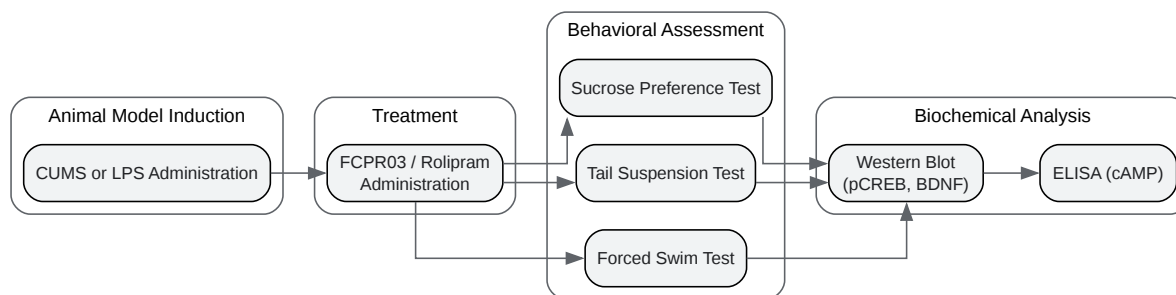 Animal Model Induction
CUMS or LPS Administration
Treatment
FCPR03 / Rolipram
Administration
Behavioral Assessment
Sucrose Preference Test
Tail Suspension Test
Forced Swim Test
Biochemical Analysis
Western Blot
(pCREB, BDNF)
ELISA (cAMP)